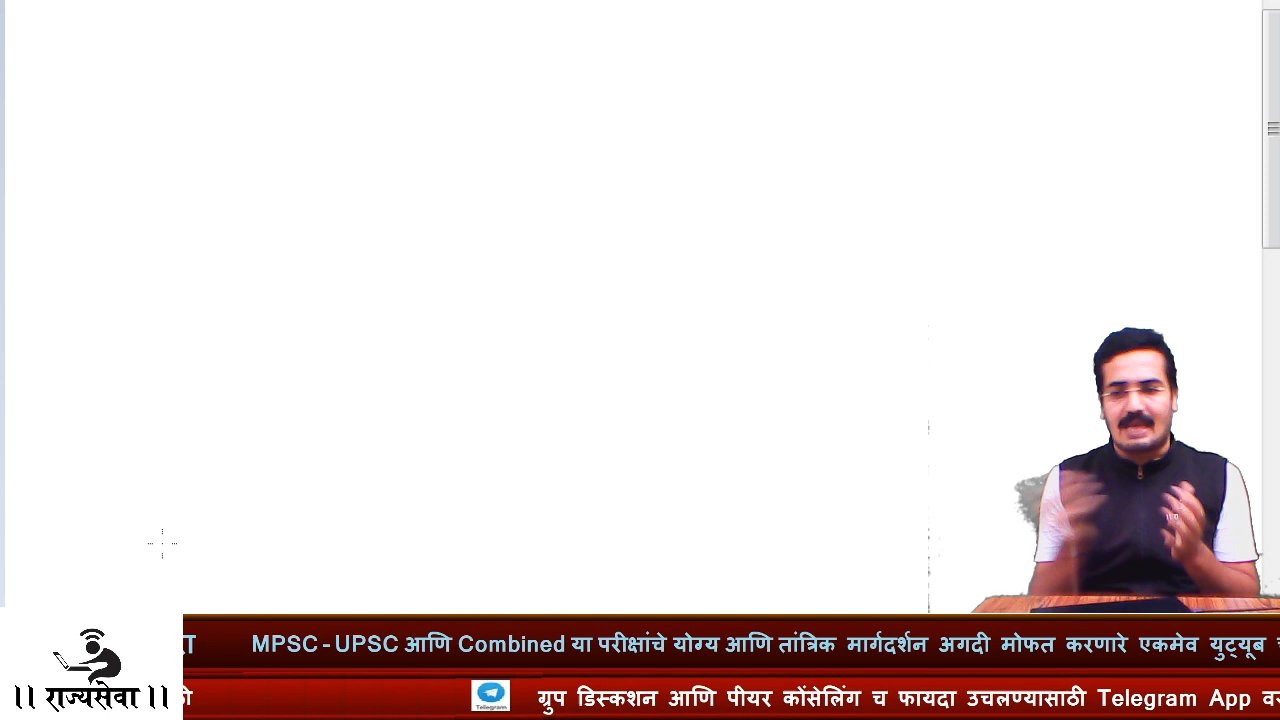 MPSC - UPSC आणि Combined या परीक्षांचे योग्य आणि तांत्रिक मार्गदर्शन अगदी मोफत करणारे एकमेव युट्यूब
।। राज्यसेवा ।।
Telegram
ग्रुप डिस्कशन आणि पीयर कोंसेलिंग च फायदा उचलण्यासाठी Telegram App